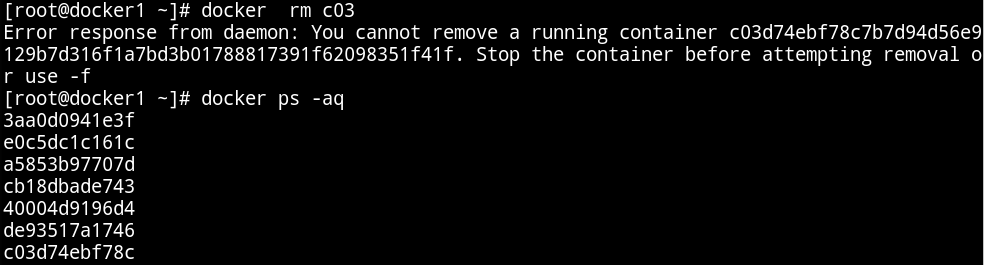 [root@docker1 ~]# docker  rm c03
Error response from daemon: You cannot remove a running container c03d74ebf78c7b7d94d56e9
129b7d316f1a7bd3b01788817391f62098351f41f. Stop the container before attempting removal o
r use -f
[root@docker1 ~]# docker ps -aq
3aa0d0941e3f
e0c5dc1c161c
a5853b97707d
cb18dbade743
40004d9196d4
de93517a1746
c03d74ebf78c